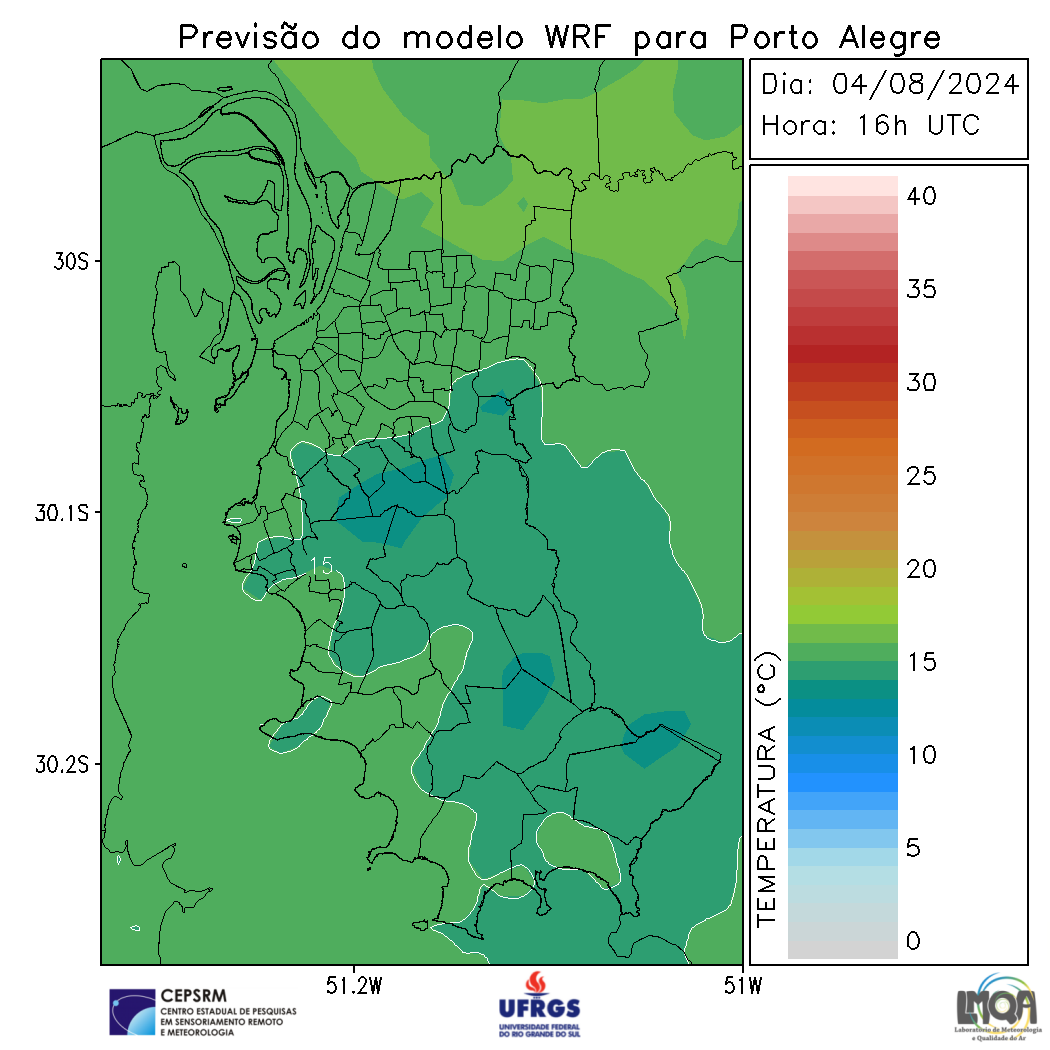 Previsão do modelo WRF para Porto Alegre
Dia: 04/08/2024
Hora: 16h UTC
40
35
30
25
20
15
10
5
0
TEMPERATURA (°C)
30S
30.1S
30.2S
15
51.2W
51W
CEPSRM
CENTRO ESTADUAL DE PESQUISAS
EM SENSORIAMENTO REMOTO
E METEOROLOGIA
UFRGS
UNIVERSIDADE FEDERAL
DO RIO GRANDE DO SUL
LMQA
Laboratório de Meteorologia
e Qualidade do Ar